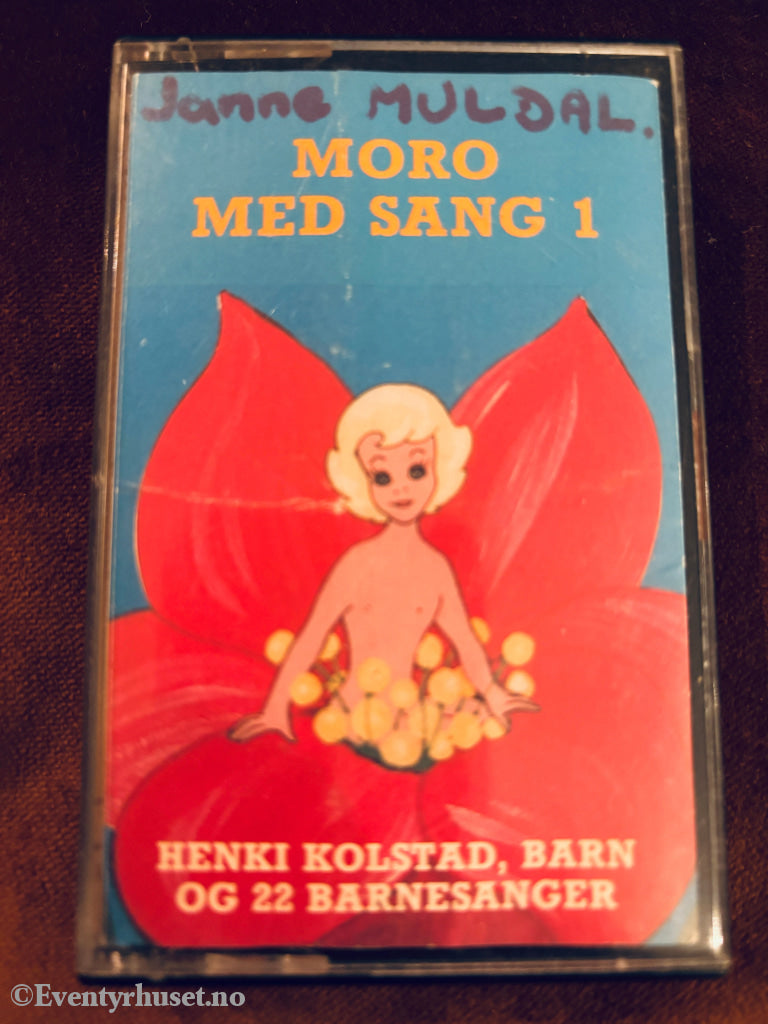 Janne MULDAL.
MORO
MED SANG 1
HENKI KOLSTAD, BARN
OG 22 BARNESANGER
©Eventyrhuset.no